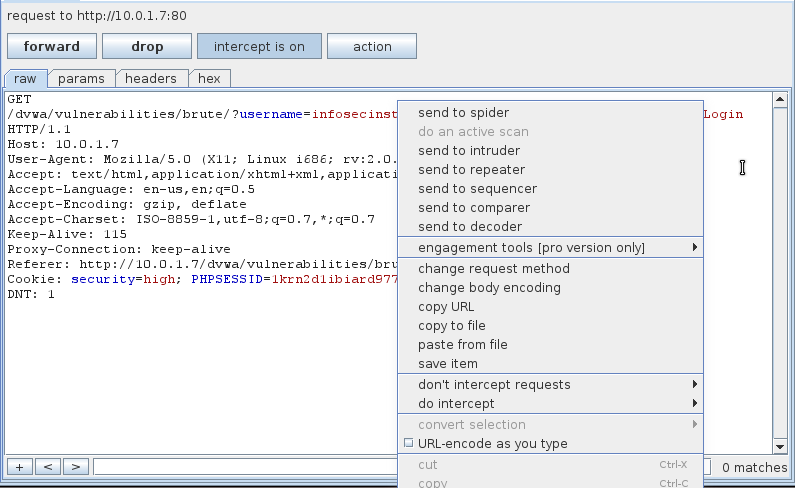 request to http://10.0.1.7:80
forward drop intercept is on action
raw params headers hex
GET
/dvwa/vulnerabilities/brute/?username=infosecinst Login
HTTP/1.1
Host: 10.0.1.7
User-Agent: Mozilla/5.0 (X11; Linux i686; rv:2.0.
Accept: text/html,application/xhtml+xml,applicati
Accept-Language: en-us,en;q=0.5
Accept-Encoding: gzip, deflate
Accept-Charset: ISO-8859-1,utf-8;q=0.7,*;q=0.7
Keep-Alive: 115
Proxy-Connection: keep-alive
Referer: http://10.0.1.7/dvwa/vulnerabilities/bru
Cookie: security=high; PHPSESSID=1krn2d1ibiard977
DNT: 1
send to spider
do an active scan
send to intruder
send to repeater
send to sequencer
send to comparer
send to decoder
engagement tools [pro version only]
change request method
change body encoding
copy URL
copy to file
paste from file
save item
don't intercept requests
do intercept
convert selection
URL-encode as you type
cut Ctrl-X
copy Ctrl-C
+ < > 0 matches